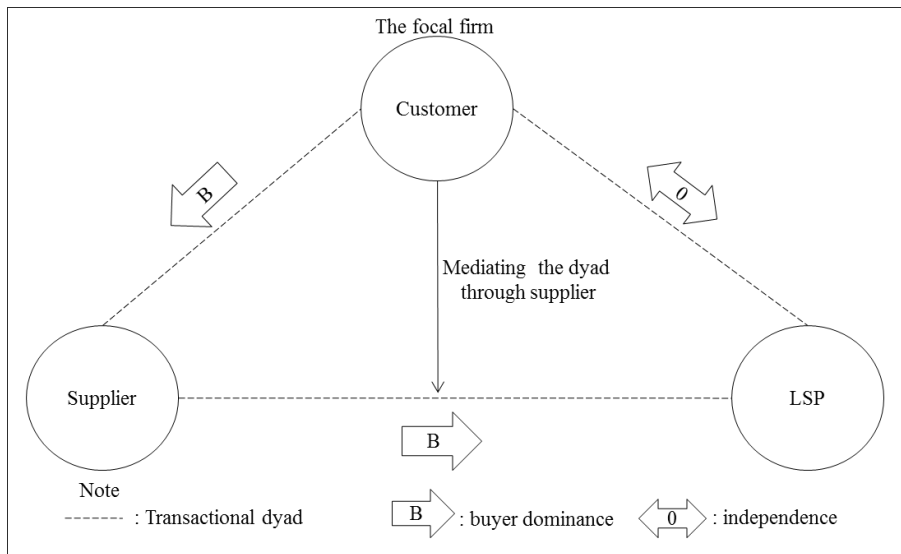 The focal firm
Customer
B
0
Mediating the dyad
through supplier
Supplier
LSP
B
Note
: Transactional dyad
B
: buyer dominance
0
: independence